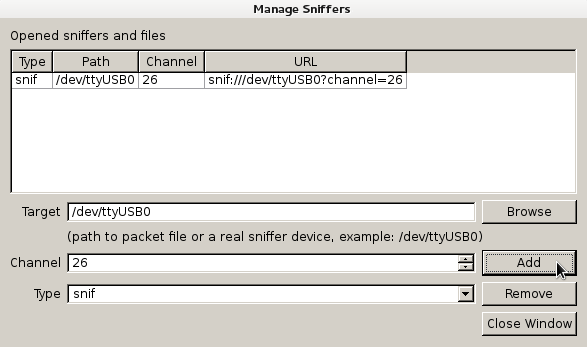 Manage Sniffers
Opened sniffers and files
Type Path Channel URL
snif /dev/ttyUSB0 26 snif:///dev/ttyUSB0?channel=26
Target /dev/ttyUSB0 Browse
(path to packet file or a real sniffer device, example: /dev/ttyUSB0)
Channel 26 Add
Type snif Remove
Close Window